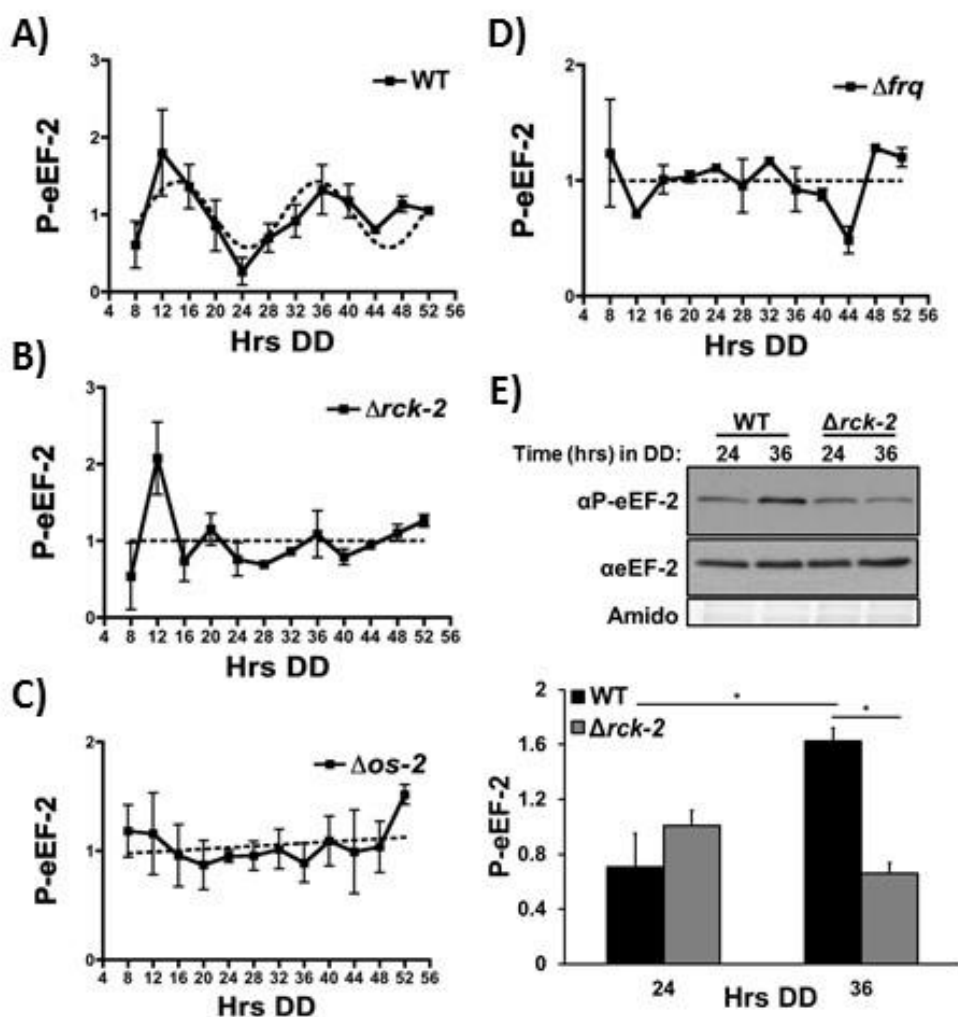 A)
3
2
1
0
P-eEF-2
WT
4 8 12 16 20 24 28 32 36 40 44 48 52 56
Hrs DD
B)
3
2
1
0
P-eEF-2
Δrck-2
4 8 12 16 20 24 28 32 36 40 44 48 52 56
Hrs DD
C)
2
1
0
P-eEF-2
Δos-2
4 8 12 16 20 24 28 32 36 40 44 48 52 56
Hrs DD
D)
2
1
0
P-eEF-2
Δfrq
4 8 12 16 20 24 28 32 36 40 44 48 52 56
Hrs DD
E)
WT Δrck-2
Time (hrs) in DD: 24 36 24 36
αP-eEF-2
αeEF-2
Amido
2
1.6
1.2
0.8
0.4
0
P-eEF-2
WT
Δrck-2
* *
24 36
Hrs DD